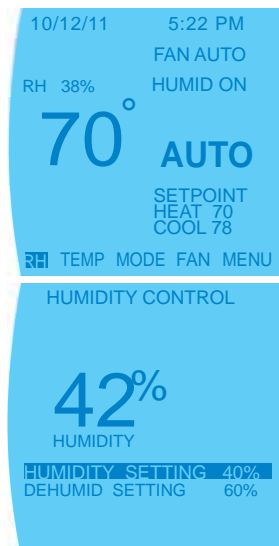 10/12/11 5:22 PM
FAN AUTO
RH 38% HUMID ON
70° AUTO
SETPOINT
HEAT 70
COOL 78
RH TEMP MODE FAN MENU
HUMIDITY CONTROL
42%
HUMIDITY
HUMIDITY SETTING 40%
DEHUMID SETTING 60%